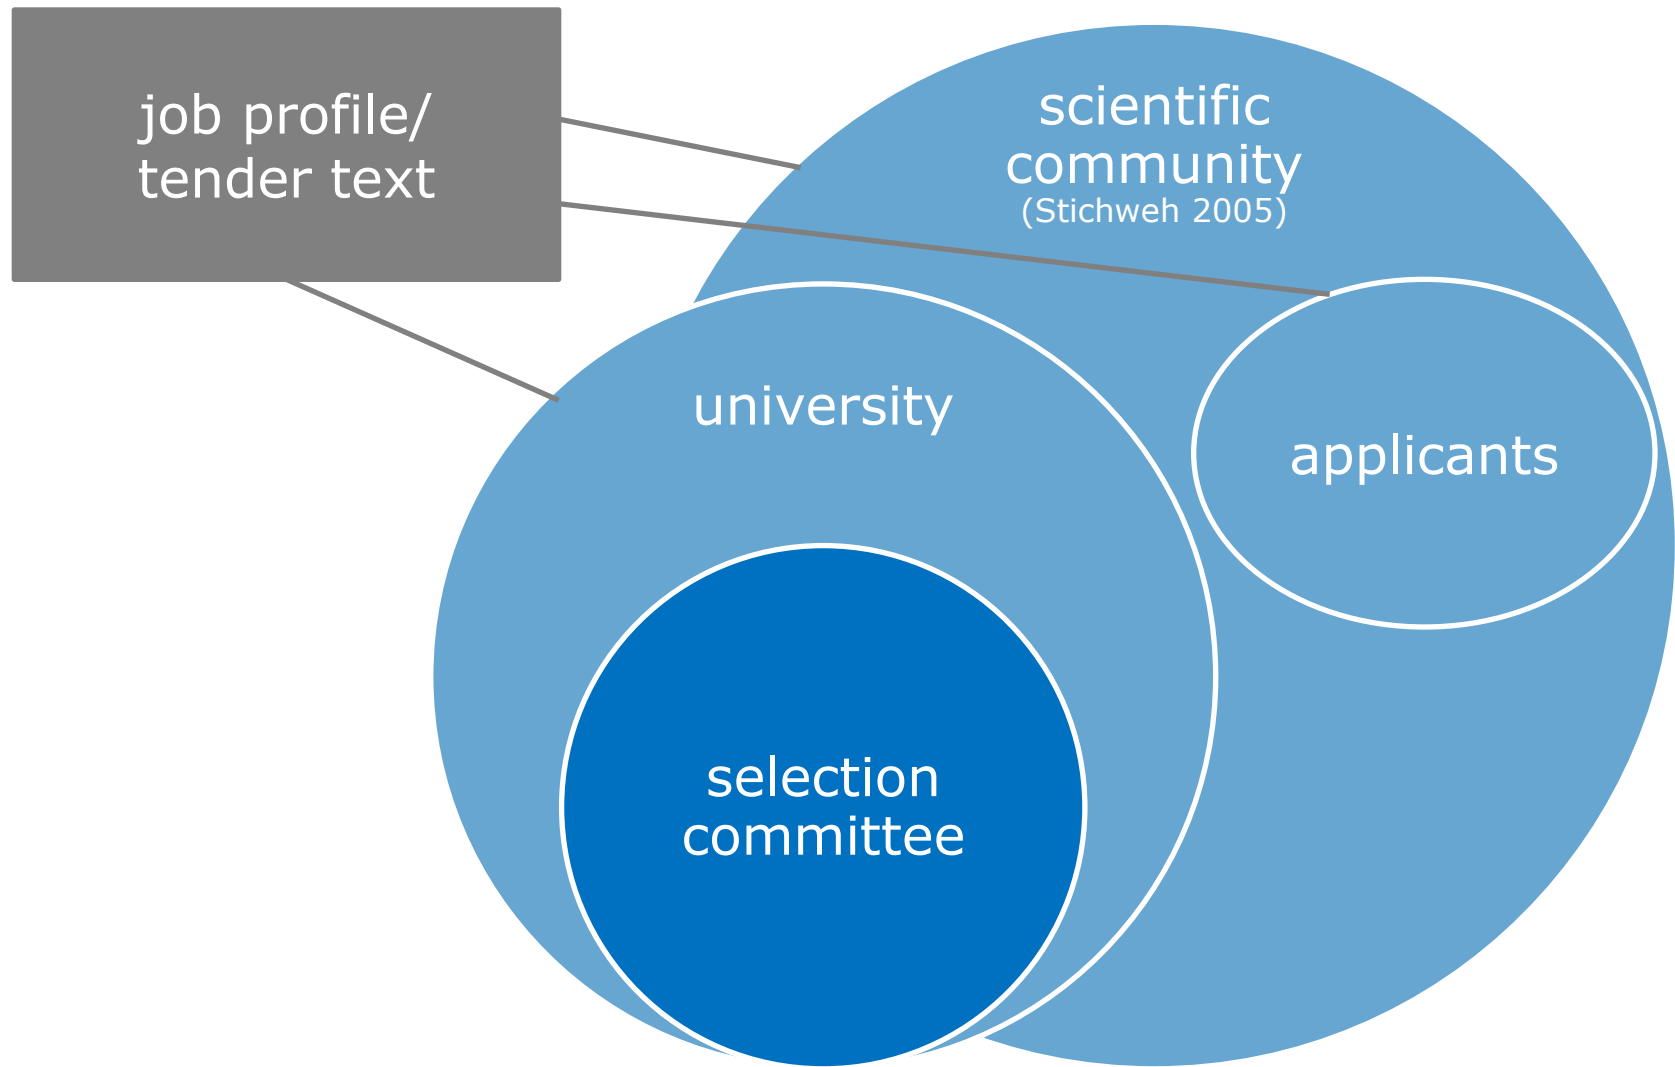 job profile/
tender text
scientific
community
(Stichweh 2005)
university
applicants
selection
committee